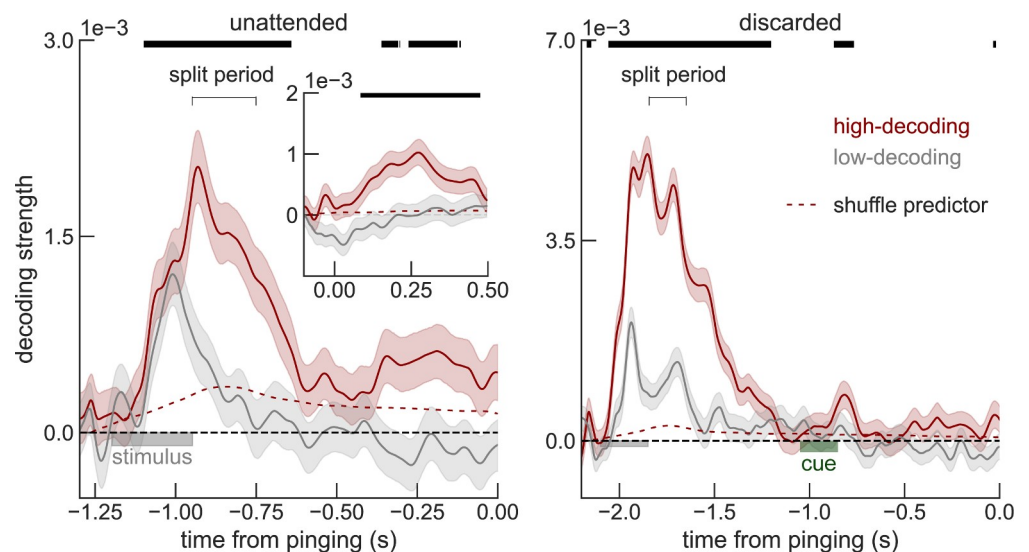 unattended
1e−3
3.0
split period
1.5
0.0
decoding strength
stimulus
−1.25
−1.00
−0.75
−0.50
−0.25
0.00
time from pinging (s)
1e−3
2
1
0
0.00
0.25
0.50
discarded
1e−3
7.0
split period
3.5
0.0
high-decoding
low-decoding
shuffle predictor
cue
−2.0
−1.5
−1.0
−0.5
0.0
time from pinging (s)